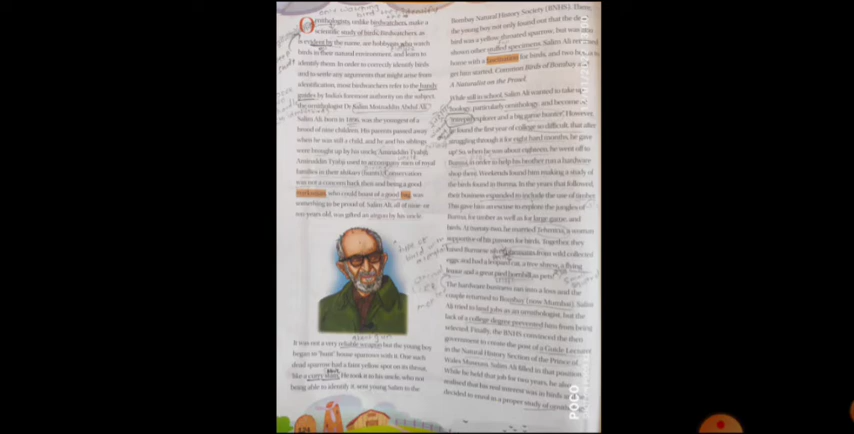 Ornithologists, unlike birdwatchers, make a
scientific study of birds. Birdwatchers, as
is evident by the name, are hobbyists who watch
birds in their natural environment, and learn to
identify them. In order to correctly identify birds
and to settle any arguments that might arise from
identification, most birdwatchers refer to the handy
guides by India's foremost authority on the subject,
the ornithologist Dr Salim Moizuddin Abdul Ali.
Salim Ali, born in 1896, was the youngest of a
brood of nine children. His parents passed away
when he was still a child, and he and his siblings
were brought up by his uncle, Amiruddin Tyabji.
Amiruddin Tyabji used to accompany men of royal
families in their shikars (hunts). Conservation
was not a concern back then and being a good
marksman, who could boast of a good bag, was
something to be proud of. Salim Ali, all of nine- or
ten years old, was gifted an airgun by his uncle.
It was not a very reliable weapon but the young boy
began to 'hunt' house sparrows with it. One such
dead sparrow had a faint yellow spot on its throat,
like a curry stain. He took it to his uncle, who not
being able to identify it, sent young Salim to the
124
Bombay Natural History Society (BNHS). There,
the young boy not only found out that the
bird was a yellow-throated sparrow, but was
shown other stuffed specimens. Salim Ali returned
home with a fascination for birds, and two
get him started: Common Birds of Bombay
A Naturalist on the Prowl.
While still in school, Salim Ali wanted to take up
zoology, particularly ornithology, and become
explorer and a big game hunter. However,
he found the first year of college so difficult, that after
struggling through it for eight hard months, he gave
up! So, when he was about eighteen, he went off to
Burma, in order to help his brother run a hardware
shop there. Weekends found him making a study of
the birds found in Burma. In the years that followed,
their business expanded to include the use of timber.
This gave him an excuse to explore the jungles of
Burma, for timber as well as for large game, and
birds. At twenty-two, he married Tehmina, a woman
supportive of his passion for birds. Together, they
raised Burmese silver pheasants from wild collected
eggs, and had a leopard cat, a tree shrew, a flying
lemur and a great pied hornbill as pets!
The hardware business ran into a loss and the
couple returned to Bombay (now Mumbai). Salim
Ali tried to find jobs as an ornithologist, but the
lack of a college degree prevented him from being
selected. Finally, the BNHS convinced the then
government to create the post of a Guide Lecturer
in the Natural History Section of the Prince of
Wales Museum. Salim Ali filled in that position.
While he held that job for two years, he also
realised that his real interest was in birds and
decided to enrol in a proper study of
POCO